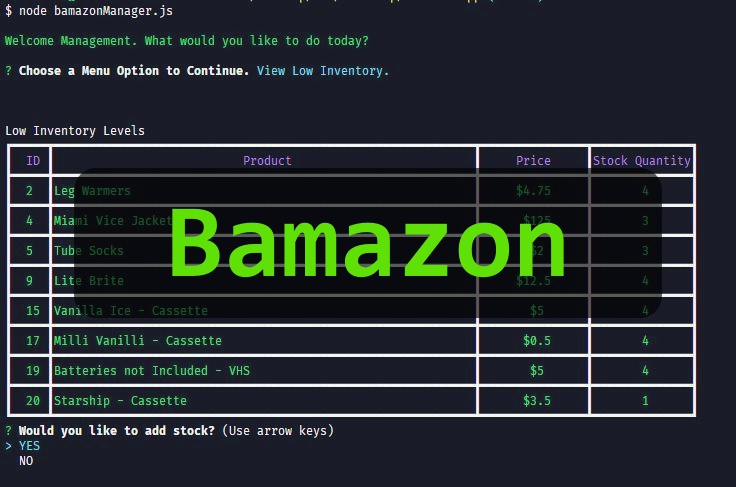 $ node bamazonManager.js
Welcome Management. What would you like to do today?
? Choose a Menu Option to Continue. View Low Inventory.
Low Inventory Levels
ID Product Price Stock Quantity
2 Leg Warmers $4.75 4
4 Miami Vice Jacket $125 3
5 Tube Socks $2 3
9 Lite Brite $12.5 4
15 Vanilla Ice - Cassette $5 4
Bamazon
17 Milli Vanilli - Cassette $0.5 4
19 Batteries not Included - VHS $5 4
20 Starship - Cassette $3.5 1
? Would you like to add stock? (Use arrow keys)
> YES
NO